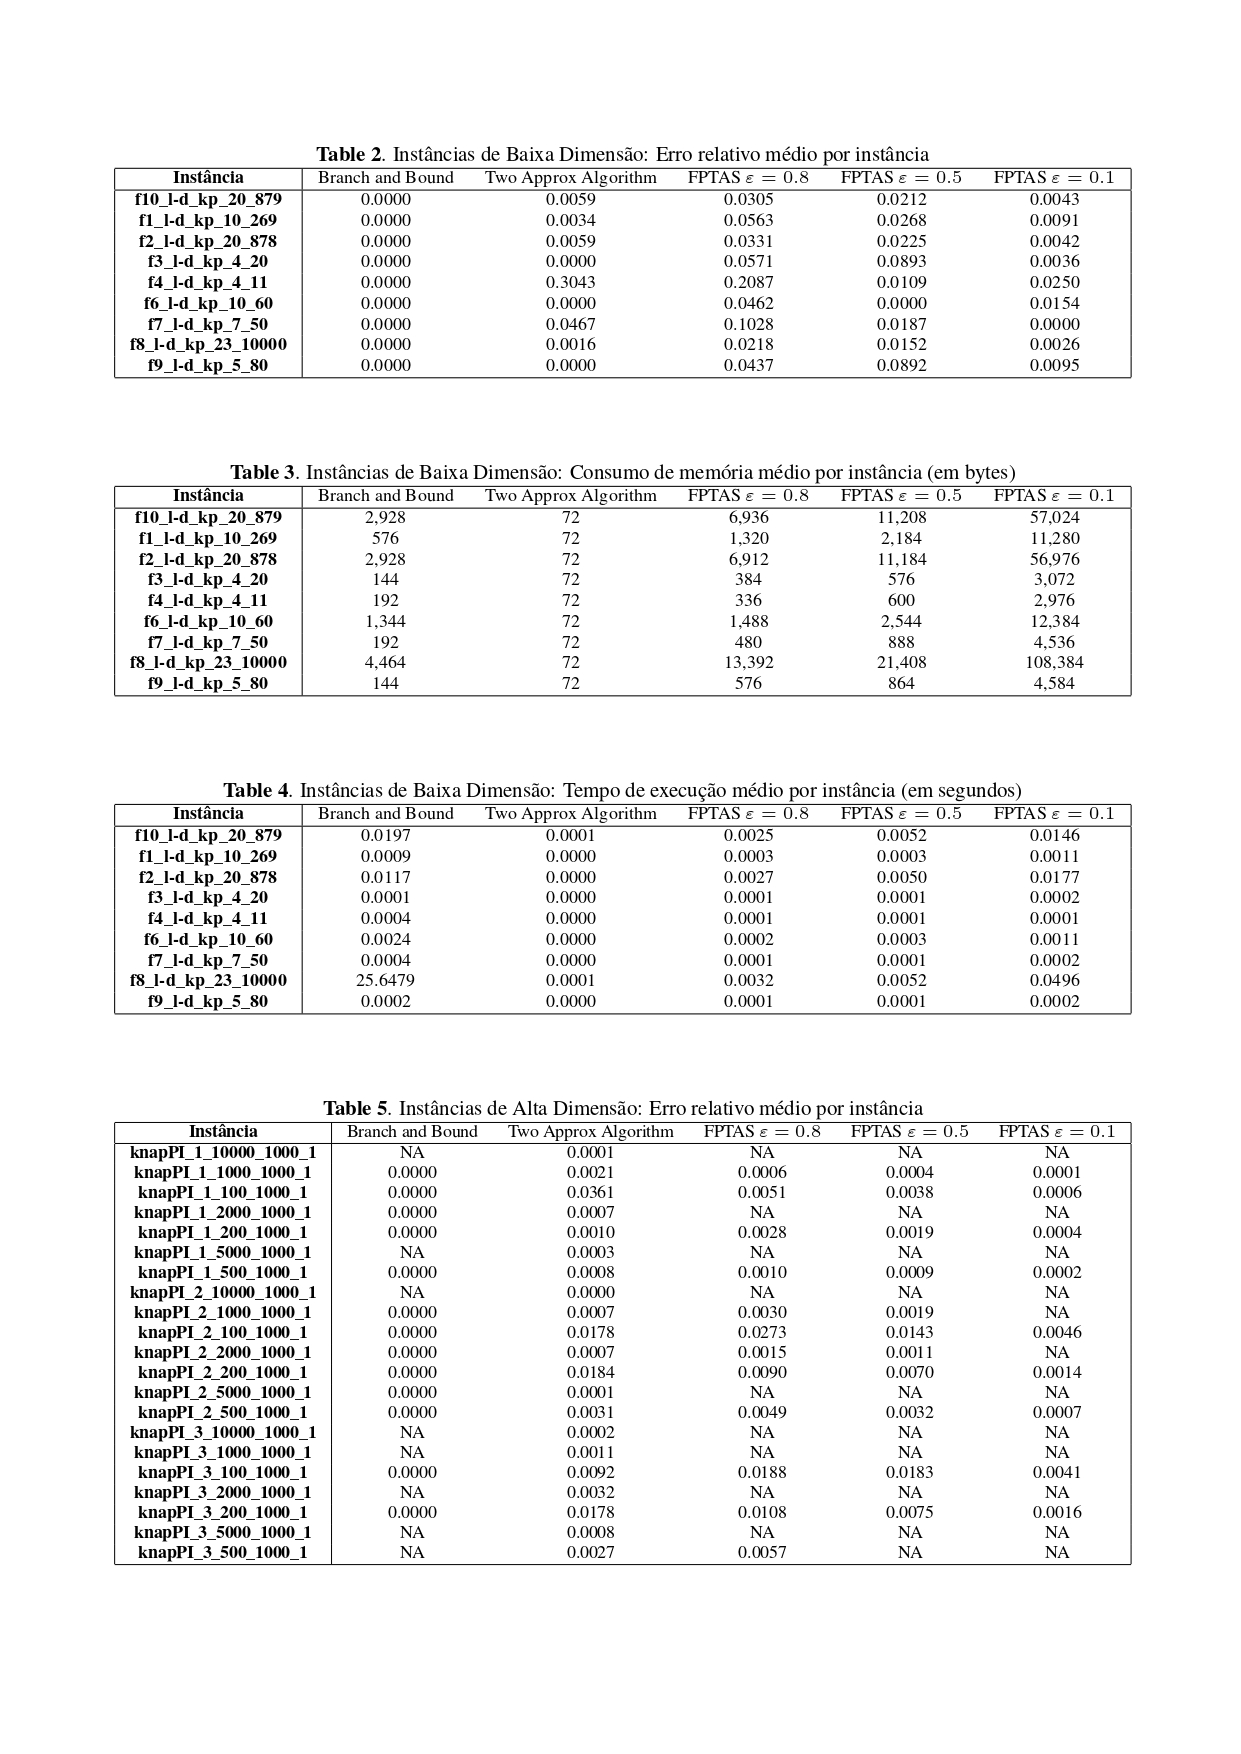 Table 2. Instâncias de Baixa Dimensão: Erro relativo médio por instância
Instância Branch and Bound Two Approx Algorithm FPTAS ε = 0.8 FPTAS ε = 0.5 FPTAS ε = 0.1
f10_l-d_kp_20_879 0.0000 0.0059 0.0305 0.0212 0.0043
f1_l-d_kp_10_269 0.0000 0.0034 0.0563 0.0268 0.0091
f2_l-d_kp_20_878 0.0000 0.0059 0.0331 0.0225 0.0042
f3_l-d_kp_4_20 0.0000 0.0000 0.0571 0.0893 0.0036
f4_l-d_kp_4_11 0.0000 0.3043 0.2087 0.0109 0.0250
f6_l-d_kp_10_60 0.0000 0.0000 0.0462 0.0000 0.0154
f7_l-d_kp_7_50 0.0000 0.0467 0.1028 0.0187 0.0000
f8_l-d_kp_23_10000 0.0000 0.0016 0.0218 0.0152 0.0026
f9_l-d_kp_5_80 0.0000 0.0000 0.0437 0.0892 0.0095
Table 3. Instâncias de Baixa Dimensão: Consumo de memória médio por instância (em bytes)
Instância Branch and Bound Two Approx Algorithm FPTAS ε = 0.8 FPTAS ε = 0.5 FPTAS ε = 0.1
f10_l-d_kp_20_879 2,928 72 6,936 11,208 57,024
f1_l-d_kp_10_269 576 72 1,320 2,184 11,280
f2_l-d_kp_20_878 2,928 72 6,912 11,184 56,976
f3_l-d_kp_4_20 144 72 384 576 3,072
f4_l-d_kp_4_11 192 72 336 600 2,976
f6_l-d_kp_10_60 1,344 72 1,488 2,544 12,384
f7_l-d_kp_7_50 192 72 480 888 4,536
f8_l-d_kp_23_10000 4,464 72 13,392 21,408 108,384
f9_l-d_kp_5_80 144 72 576 864 4,584
Table 4. Instâncias de Baixa Dimensão: Tempo de execução médio por instância (em segundos)
Instância Branch and Bound Two Approx Algorithm FPTAS ε = 0.8 FPTAS ε = 0.5 FPTAS ε = 0.1
f10_l-d_kp_20_879 0.0197 0.0001 0.0025 0.0052 0.0146
f1_l-d_kp_10_269 0.0009 0.0000 0.0003 0.0003 0.0011
f2_l-d_kp_20_878 0.0117 0.0000 0.0027 0.0050 0.0177
f3_l-d_kp_4_20 0.0001 0.0000 0.0001 0.0001 0.0002
f4_l-d_kp_4_11 0.0004 0.0000 0.0001 0.0001 0.0001
f6_l-d_kp_10_60 0.0024 0.0000 0.0002 0.0003 0.0011
f7_l-d_kp_7_50 0.0004 0.0000 0.0001 0.0001 0.0002
f8_l-d_kp_23_10000 25.6479 0.0001 0.0032 0.0052 0.0496
f9_l-d_kp_5_80 0.0002 0.0000 0.0001 0.0001 0.0002
Table 5. Instâncias de Alta Dimensão: Erro relativo médio por instância
Instância Branch and Bound Two Approx Algorithm FPTAS ε = 0.8 FPTAS ε = 0.5 FPTAS ε = 0.1
knapPI_1_10000_1000_1 NA 0.0001 NA NA NA
knapPI_1_1000_1000_1 0.0000 0.0021 0.0006 0.0004 0.0001
knapPI_1_100_1000_1 0.0000 0.0361 0.0051 0.0038 0.0006
knapPI_1_2000_1000_1 0.0000 0.0007 NA NA NA
knapPI_1_200_1000_1 0.0000 0.0010 0.0028 0.0019 0.0004
knapPI_1_5000_1000_1 NA 0.0003 NA NA NA
knapPI_1_500_1000_1 0.0000 0.0008 0.0010 0.0009 0.0002
knapPI_2_10000_1000_1 NA 0.0000 NA NA NA
knapPI_2_1000_1000_1 0.0000 0.0007 0.0030 0.0019 NA
knapPI_2_100_1000_1 0.0000 0.0178 0.0273 0.0143 0.0046
knapPI_2_2000_1000_1 0.0000 0.0007 0.0015 0.0011 NA
knapPI_2_200_1000_1 0.0000 0.0184 0.0090 0.0070 0.0014
knapPI_2_5000_1000_1 0.0000 0.0001 NA NA NA
knapPI_2_500_1000_1 0.0000 0.0031 0.0049 0.0032 0.0007
knapPI_3_10000_1000_1 NA 0.0002 NA NA NA
knapPI_3_1000_1000_1 NA 0.0011 NA NA NA
knapPI_3_100_1000_1 0.0000 0.0092 0.0188 0.0183 0.0041
knapPI_3_2000_1000_1 NA 0.0032 NA NA NA
knapPI_3_200_1000_1 0.0000 0.0178 0.0108 0.0075 0.0016
knapPI_3_5000_1000_1 NA 0.0008 NA NA NA
knapPI_3_500_1000_1 NA 0.0027 0.0057 NA NA